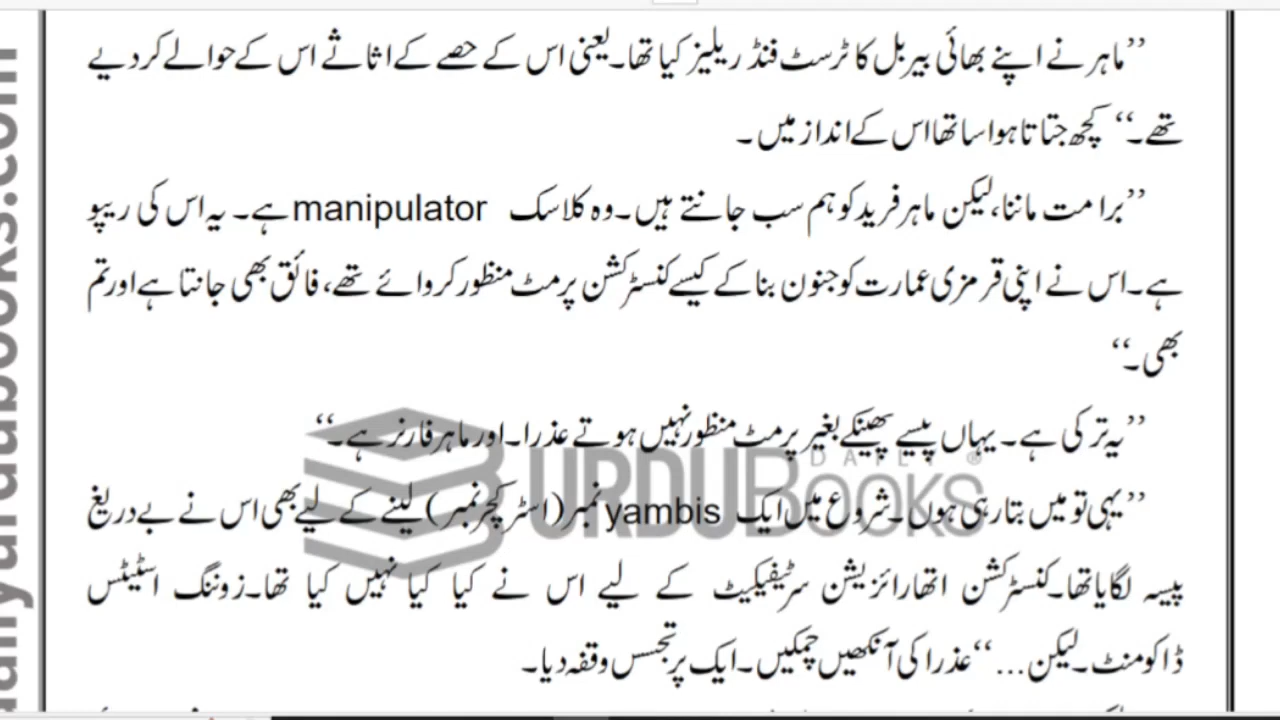 ’’ماہر نے اپنے بھائی بیربل کا ٹرسٹ فنڈ ریلیز کیا تھا۔ یعنی اس کے حصے کے اثاثے اس کے حوالے کر دیے
تھے۔‘‘ کچھ جتاتا ہوا سا تھا اس کے انداز میں۔
’’برا مت ماننا، لیکن ماہر فرید کو ہم سب جانتے ہیں۔ وہ کلاسک manipulator ہے۔ یہ اس کی ریپو
ہے۔ اس نے اپنی قرمزی عمارت کو جنون بنا کے کیسے کنسٹرکشن پرمٹ منظور کروائے تھے، فائق بھی جانتا ہے اور تم
بھی۔‘‘
’’یہ ترکی ہے۔ یہاں پیسے پھینکے بغیر پرمٹ منظور نہیں ہوتے عذرا۔ اور ماہر فارنر ہے۔‘‘
’’یہی تو میں بتا رہی ہوں۔ شروع میں ایک yambis نمبر (اسٹرکچر نمبر) لینے کے لیے بھی اس نے بے دریغ
پیسہ لگایا تھا۔ کنسٹرکشن اتھارائزیشن سرٹیفکیٹ کے لیے اس نے کیا کیا نہیں کیا تھا۔ زوننگ اسٹیٹس
ڈاکومنٹ۔ لیکن...‘‘ عذرا کی آنکھیں چمکیں۔ ایک پر تجسس وقفہ دیا۔
URDUBOOKS
DAILY ®
dailyurdubooks.com